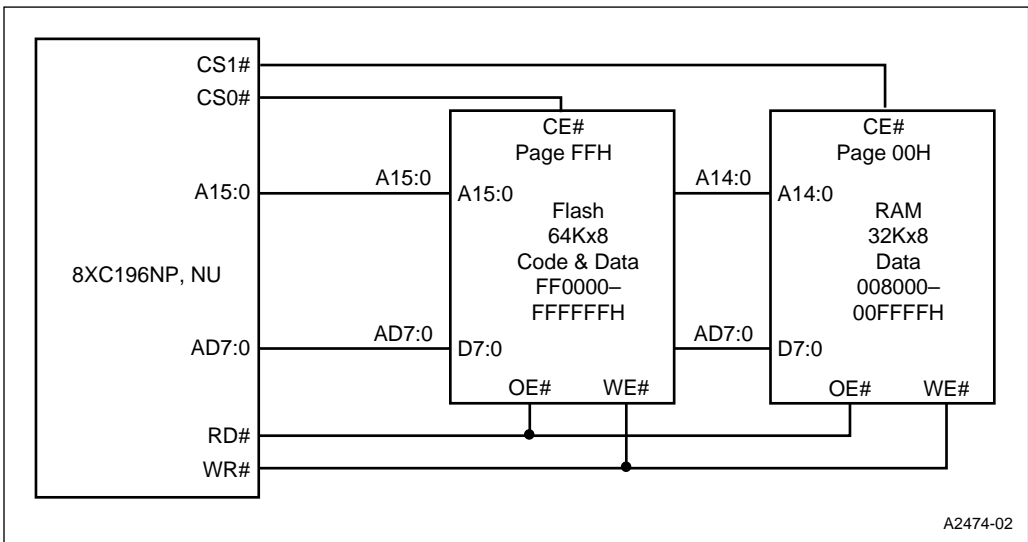 CS1#
CS0#
A15:0
8XC196NP, NU
AD7:0
RD#
WR#
A15:0
AD7:0
CE#
Page FFH
A15:0
Flash
64Kx8
Code & Data
FF0000–
FFFFFFH
D7:0
OE# WE#
A14:0
AD7:0
CE#
Page 00H
A14:0
RAM
32Kx8
Data
008000–
00FFFFH
D7:0
OE# WE#
A2474-02